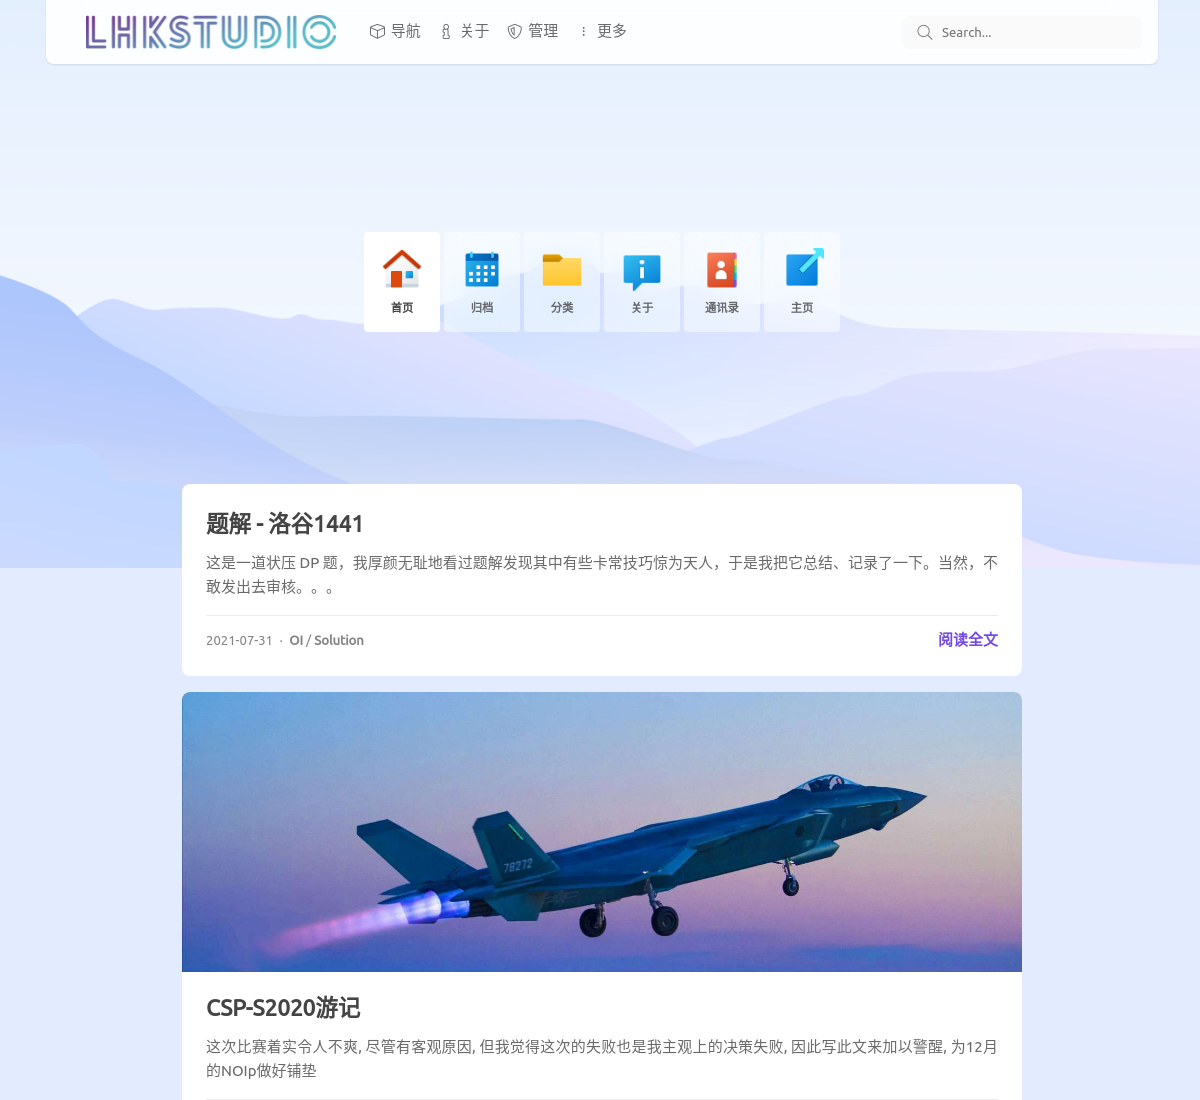 LHKSTUDIO
导航
关于
管理
更多
Search...
首页
归档
分类
关于
通讯录
主页
题解 - 洛谷1441
这是一道状压 DP 题，我厚颜无耻地看过题解发现其中有些卡常技巧惊为天人，于是我把它总结、记录了一下。当然，不
敢发出去审核。。。
2021-07-31 · OI / Solution
阅读全文
78272
CSP-S2020游记
这次比赛着实令人不爽, 尽管有客观原因, 但我觉得这次的失败也是我主观上的决策失败, 因此写此文来加以警醒, 为12月
的NOIp做好铺垫